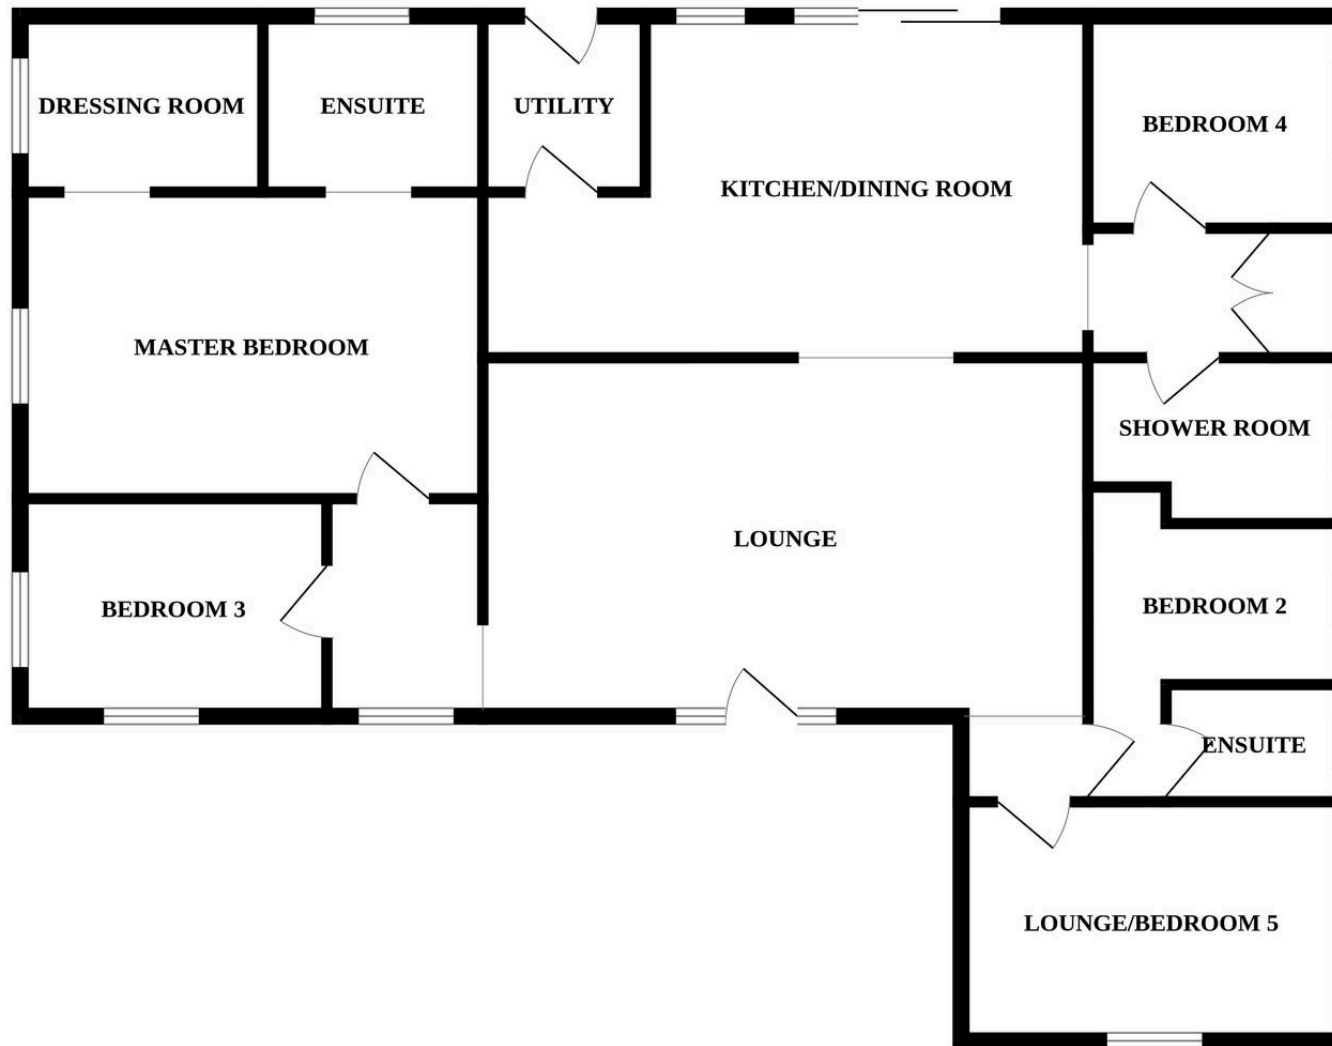 DRESSING ROOM
ENSUITE
UTILITY
KITCHEN/DINING ROOM
BEDROOM 4
MASTER BEDROOM
SHOWER ROOM
LOUNGE
BEDROOM 3
BEDROOM 2
ENSUITE
LOUNGE/BEDROOM 5